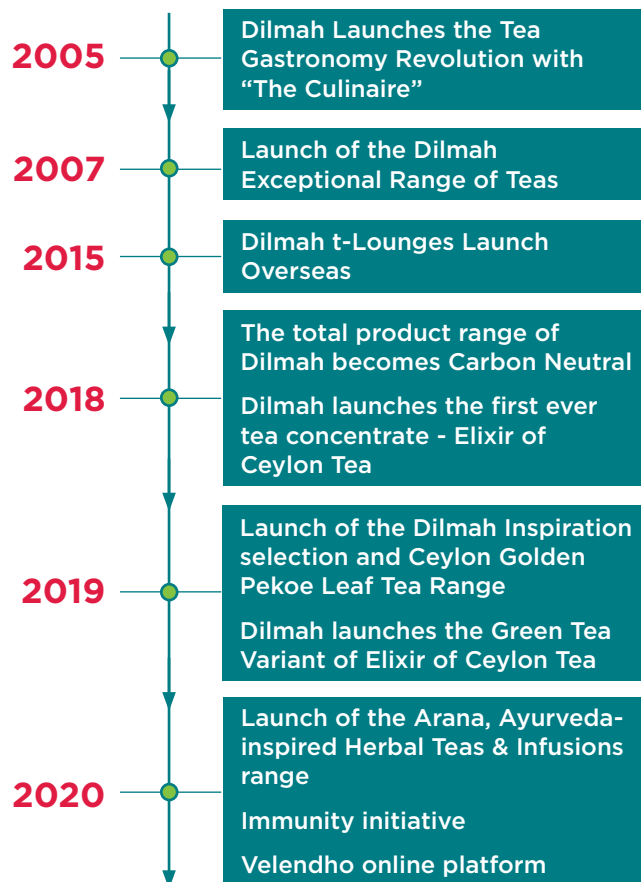 2005
Dilmah Launches the Tea
Gastronomy Revolution with
“The Culinaire”
2007
Launch of the Dilmah
Exceptional Range of Teas
2015
Dilmah t-Lounges Launch
Overseas
2018
The total product range of
Dilmah becomes Carbon Neutral
Dilmah launches the first ever
tea concentrate - Elixir of
Ceylon Tea
2019
Launch of the Dilmah Inspiration
selection and Ceylon Golden
Pekoe Leaf Tea Range
Dilmah launches the Green Tea
Variant of Elixir of Ceylon Tea
2020
Launch of the Arana, Ayurveda-
inspired Herbal Teas & Infusions
range
Immunity initiative
Velendho online platform